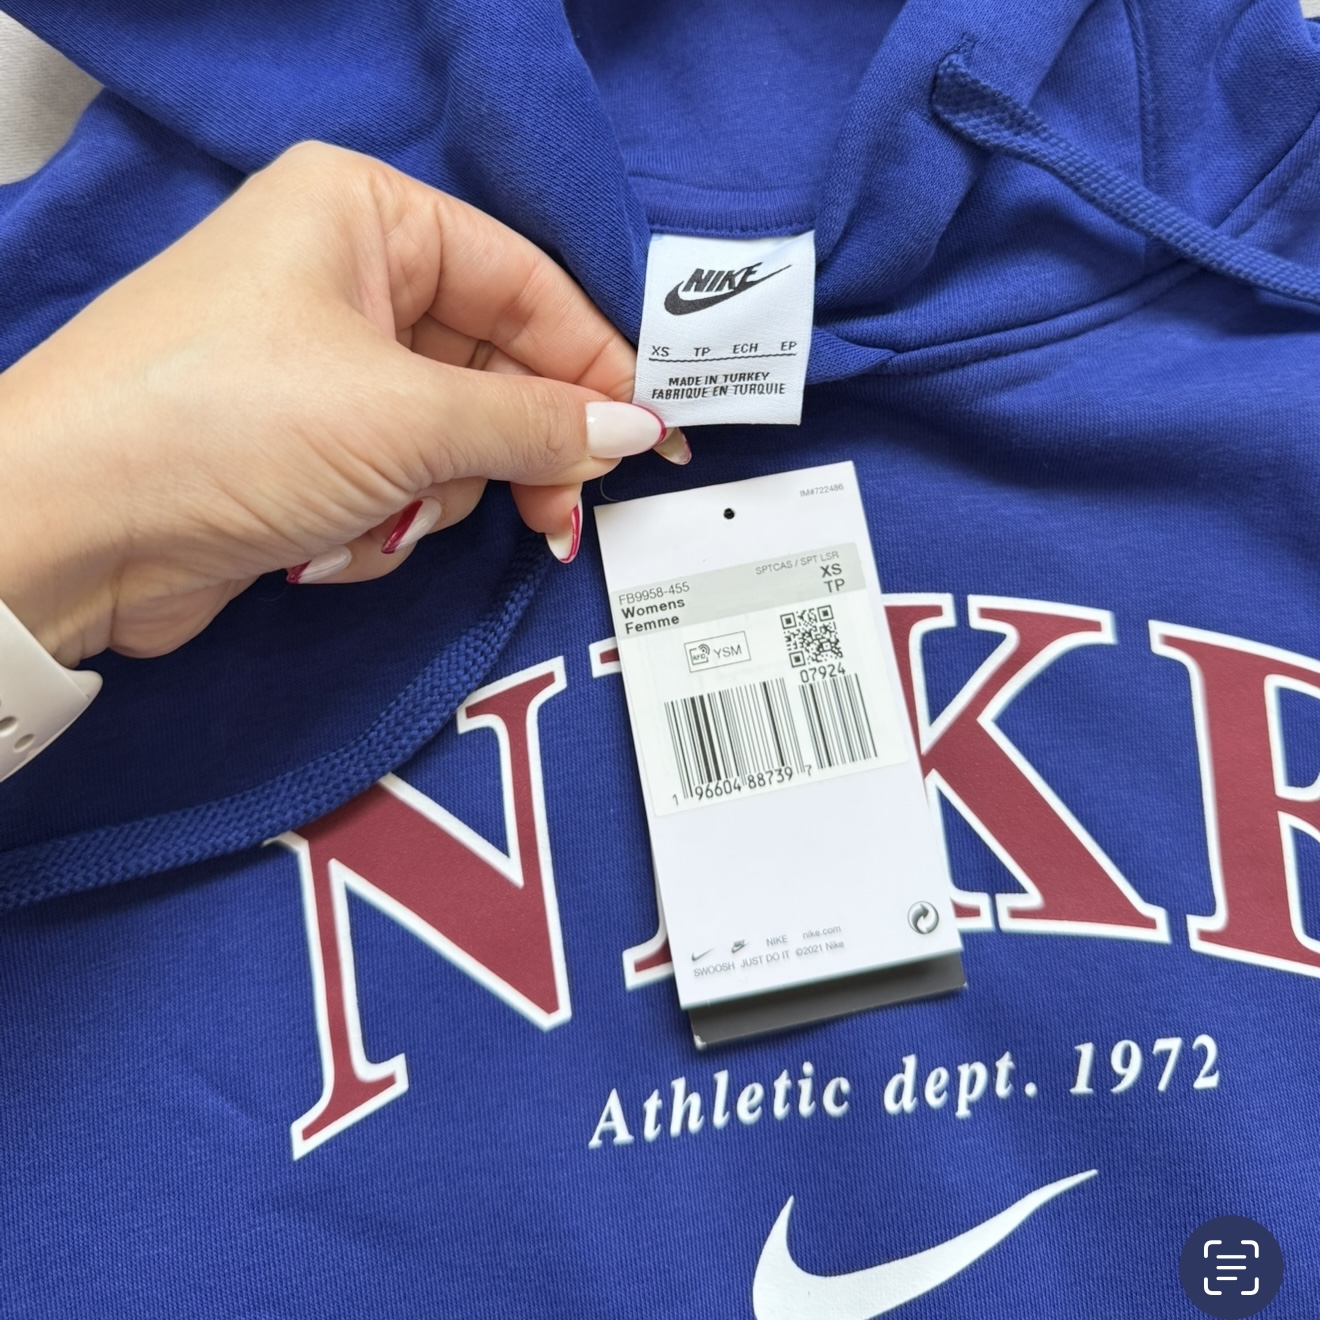 NIKE
XS TP ECH EP
MADE IN TURKEY
FABRIQUE EN TURQUIE
IM#722486
SPTCAS / SPT LSR
FB9958-455 XS
Womens TP
Femme
YSM
07924
1 96604 88739 7
NIKE nike.com
SWOOSH JUST DO IT ©2021 Nike
Athletic dept. 1972